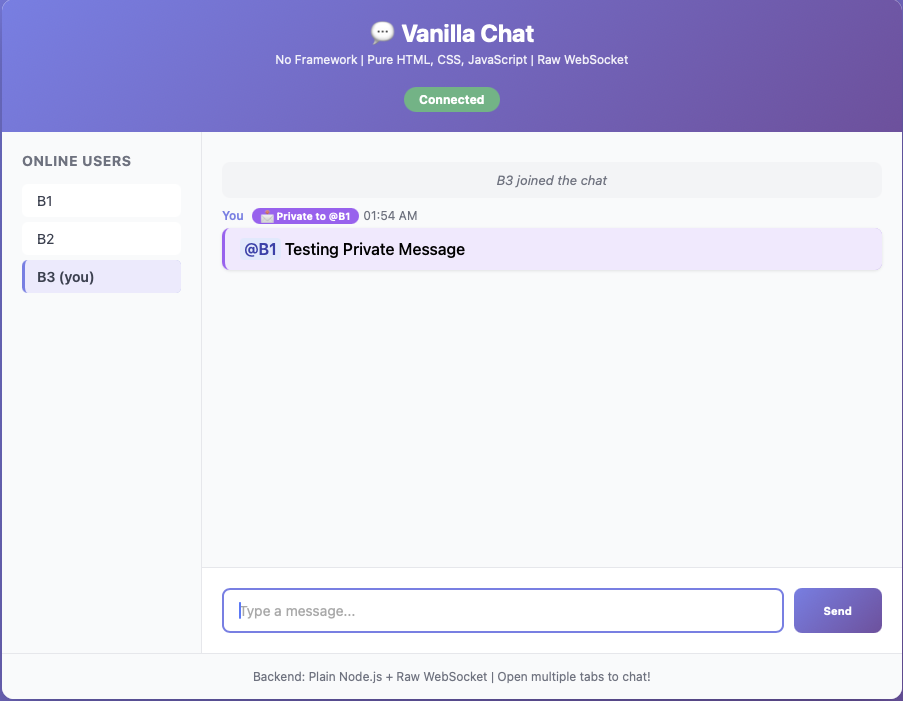 💬 Vanilla Chat
No Framework | Pure HTML, CSS, JavaScript | Raw WebSocket
Connected
ONLINE USERS
B1
B2
B3 (you)
B3 joined the chat
You 📩 Private to @B1 01:54 AM
@B1 Testing Private Message
Type a message...
Send
Backend: Plain Node.js + Raw WebSocket | Open multiple tabs to chat!